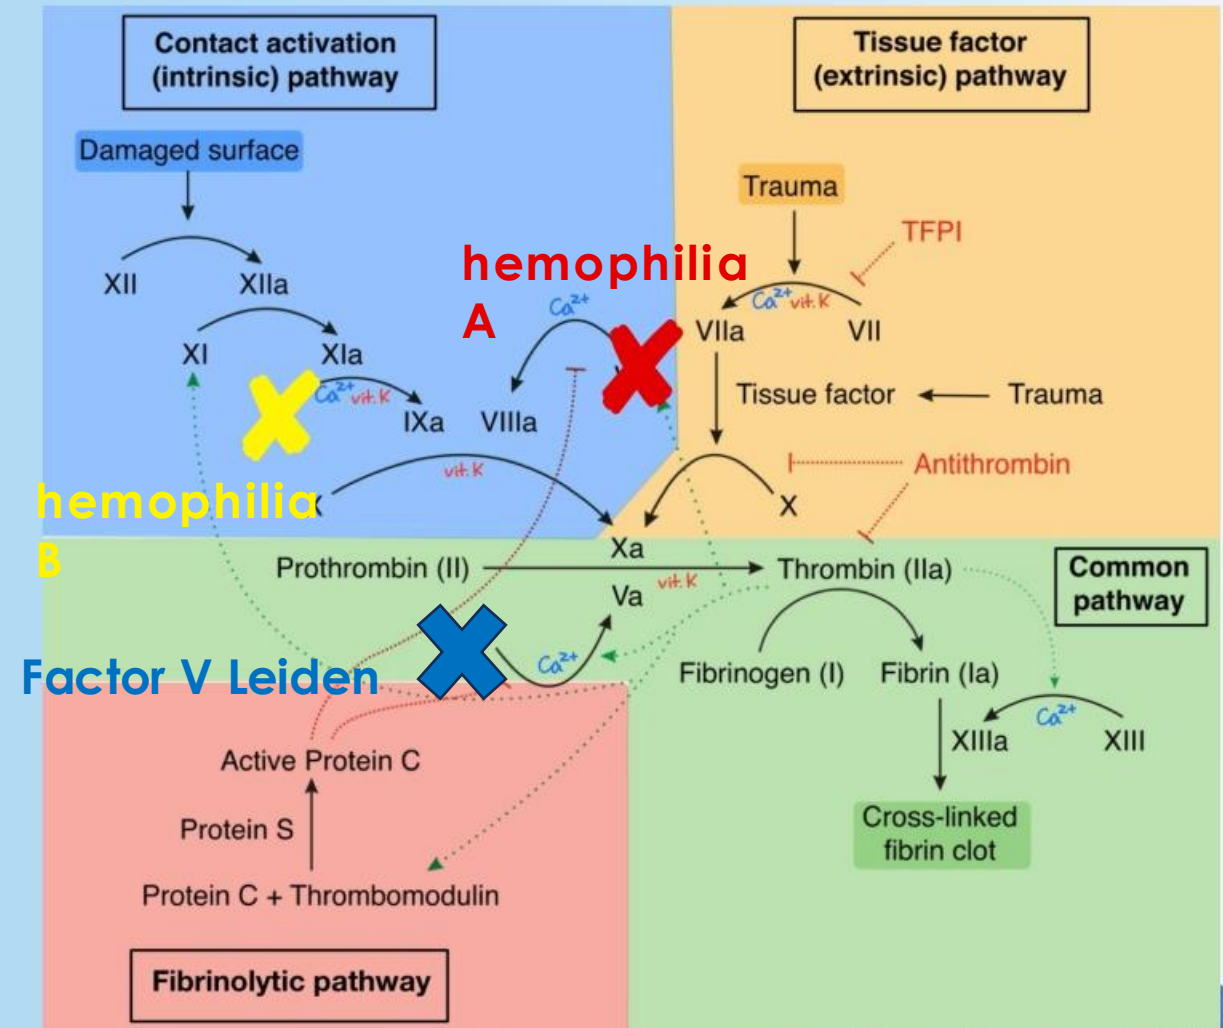 Contact activation
(intrinsic) pathway
Tissue factor
(extrinsic) pathway
Damaged surface
Trauma
TFPI
hemophilia
A
XII
XIIa
Ca2+
Ca2+ vit.K
VIIa
VII
XI
XIa
Ca2+ vit.K
IXa
VIIIa
Tissue factor
Trauma
vit.K
Antithrombin
hemophilia
B
X
Xa
Prothrombin (II)
Thrombin (IIa)
Common
pathway
Va
vit.K
Factor V Leiden
Ca2+
Fibrinogen (I)
Fibrin (Ia)
Ca2+
XIIIa
XIII
Active Protein C
Protein S
Protein C + Thrombomodulin
Cross-linked
fibrin clot
Fibrinolytic pathway